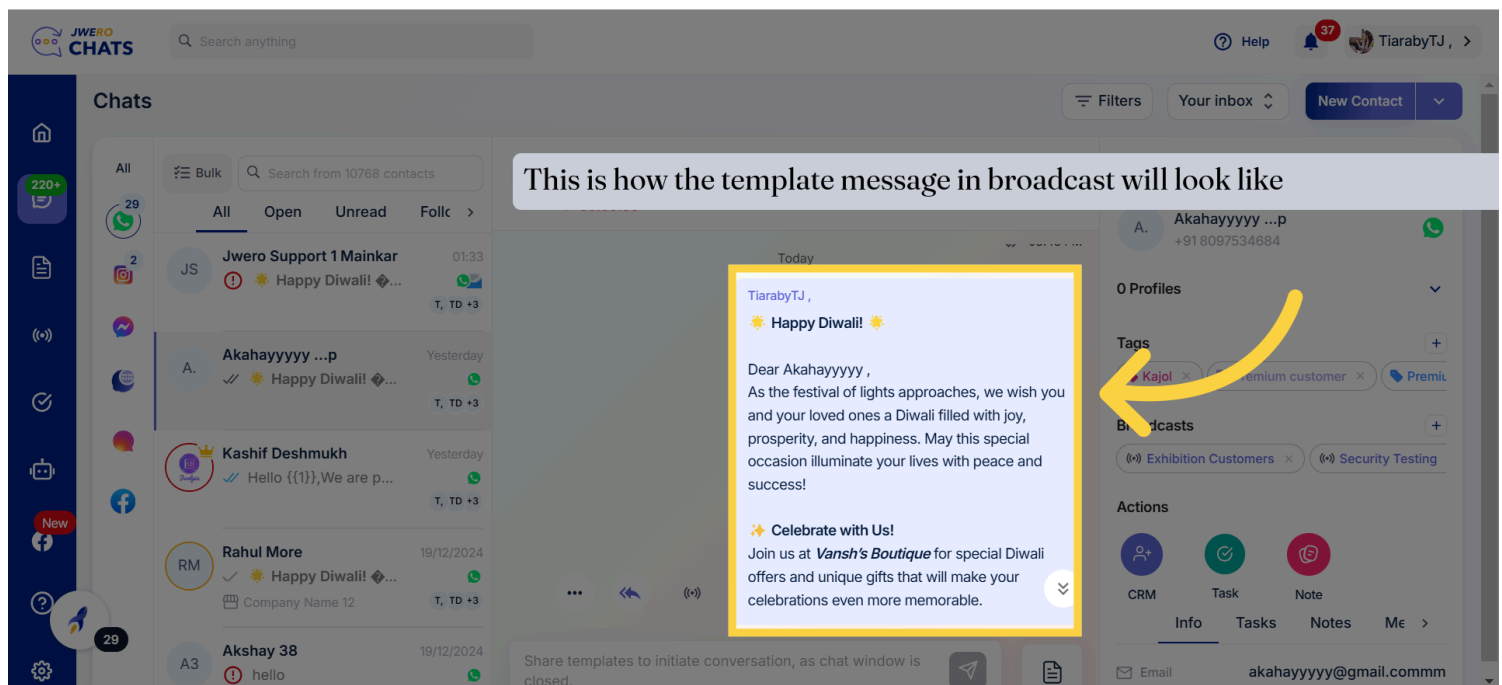 JWERO
CHATS
Search anything
Help
37
TiarabyTJ ,
Chats
Filters
Your inbox
New Contact
This is how the template message in broadcast will look like
220+
All
29
2
New
29
Bulk
Search from 10768 contacts
All
Open
Unread
Follc
JS
Jwero Support 1 Mainkar
01:33
Happy Diwali! �...
T, TD +3
A.
Akahayyyyy ...p
Yesterday
Happy Diwali! �...
T, TD +3
Kashif Deshmukh
Yesterday
Hello {{1}},We are p...
T, TD +3
RM
Rahul More
19/12/2024
Happy Diwali! �...
Company Name 12
T, TD +3
A3
Akshay 38
19/12/2024
hello
Today
TiarabyTJ ,
Happy Diwali!
Dear Akahayyyyy ,
As the festival of lights approaches, we wish you
and your loved ones a Diwali filled with joy,
prosperity, and happiness. May this special
occasion illuminate your lives with peace and
success!
Celebrate with Us!
Join us at Vansh's Boutique for special Diwali
offers and unique gifts that will make your
celebrations even more memorable.
Share templates to initiate conversation, as chat window is
closed.
A.
Akahayyyyy ...p
+91 8097534684
0 Profiles
Tags
Kajol
Premium customer
Premiu
Broadcasts
Exhibition Customers
Security Testing
Actions
CRM
Task
Note
Info
Tasks
Notes
Me
Email
akahayyyyy@gmail.commm